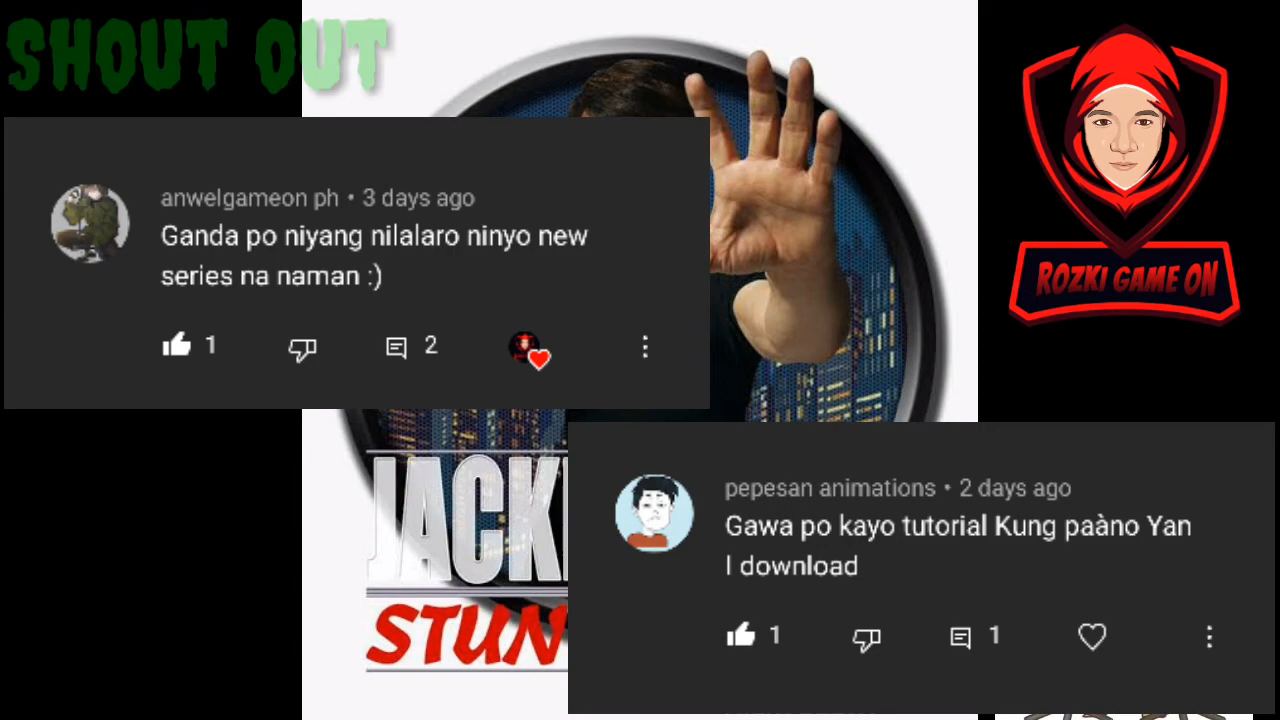 SHOUT OUT
anwelgameon ph • 3 days ago
Ganda po niyang nilalaro ninyo new
series na naman :)
1
2
ROZKI GAME ON
JACK
STUN
pepesan animations • 2 days ago
Gawa po kayo tutorial Kung paàno Yan
I download
1
1